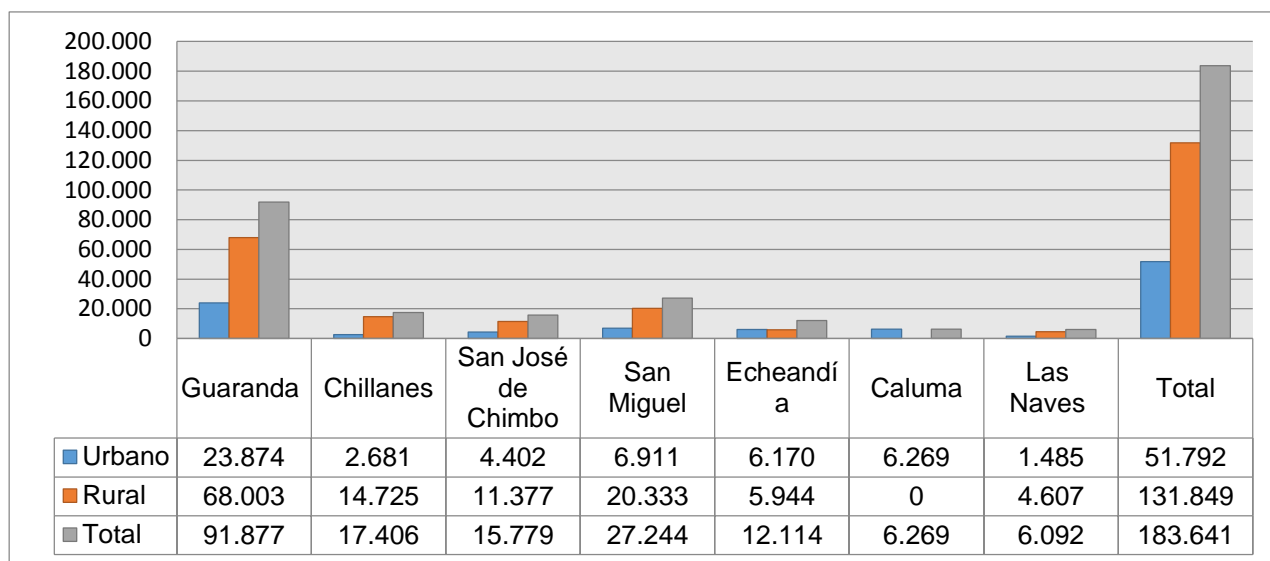 200.000
180.000
160.000
140.000
120.000
100.000
80.000
60.000
40.000
20.000
0
Guaranda Chillanes San José de Chimbo San Miguel Echeandí a Caluma Las Naves Total
Urbano 23.874 2.681 4.402 6.911 6.170 6.269 1.485 51.792
Rural 68.003 14.725 11.377 20.333 5.944 0 4.607 131.849
Total 91.877 17.406 15.779 27.244 12.114 6.269 6.092 183.641